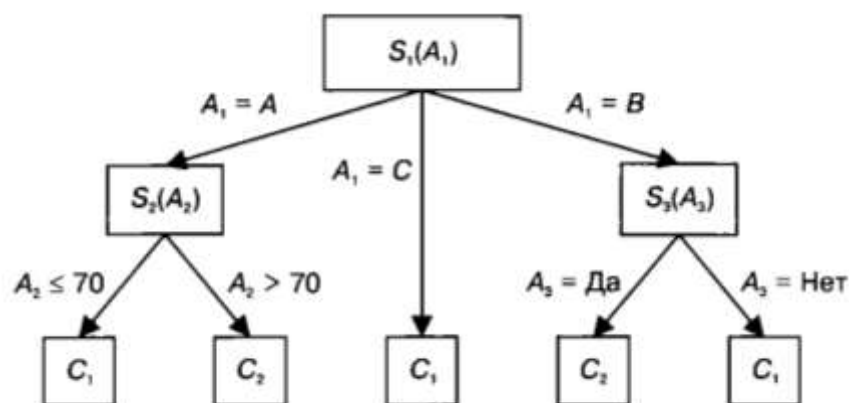 S₁(A₁)
A₁ = A
A₁ = B
A₁ = C
S₂(A₂)
S₃(A₃)
A₂ ≤ 70
A₂ > 70
A₃ = Да
A₃ = Нет
C₁
C₂
C₁
C₂
C₁